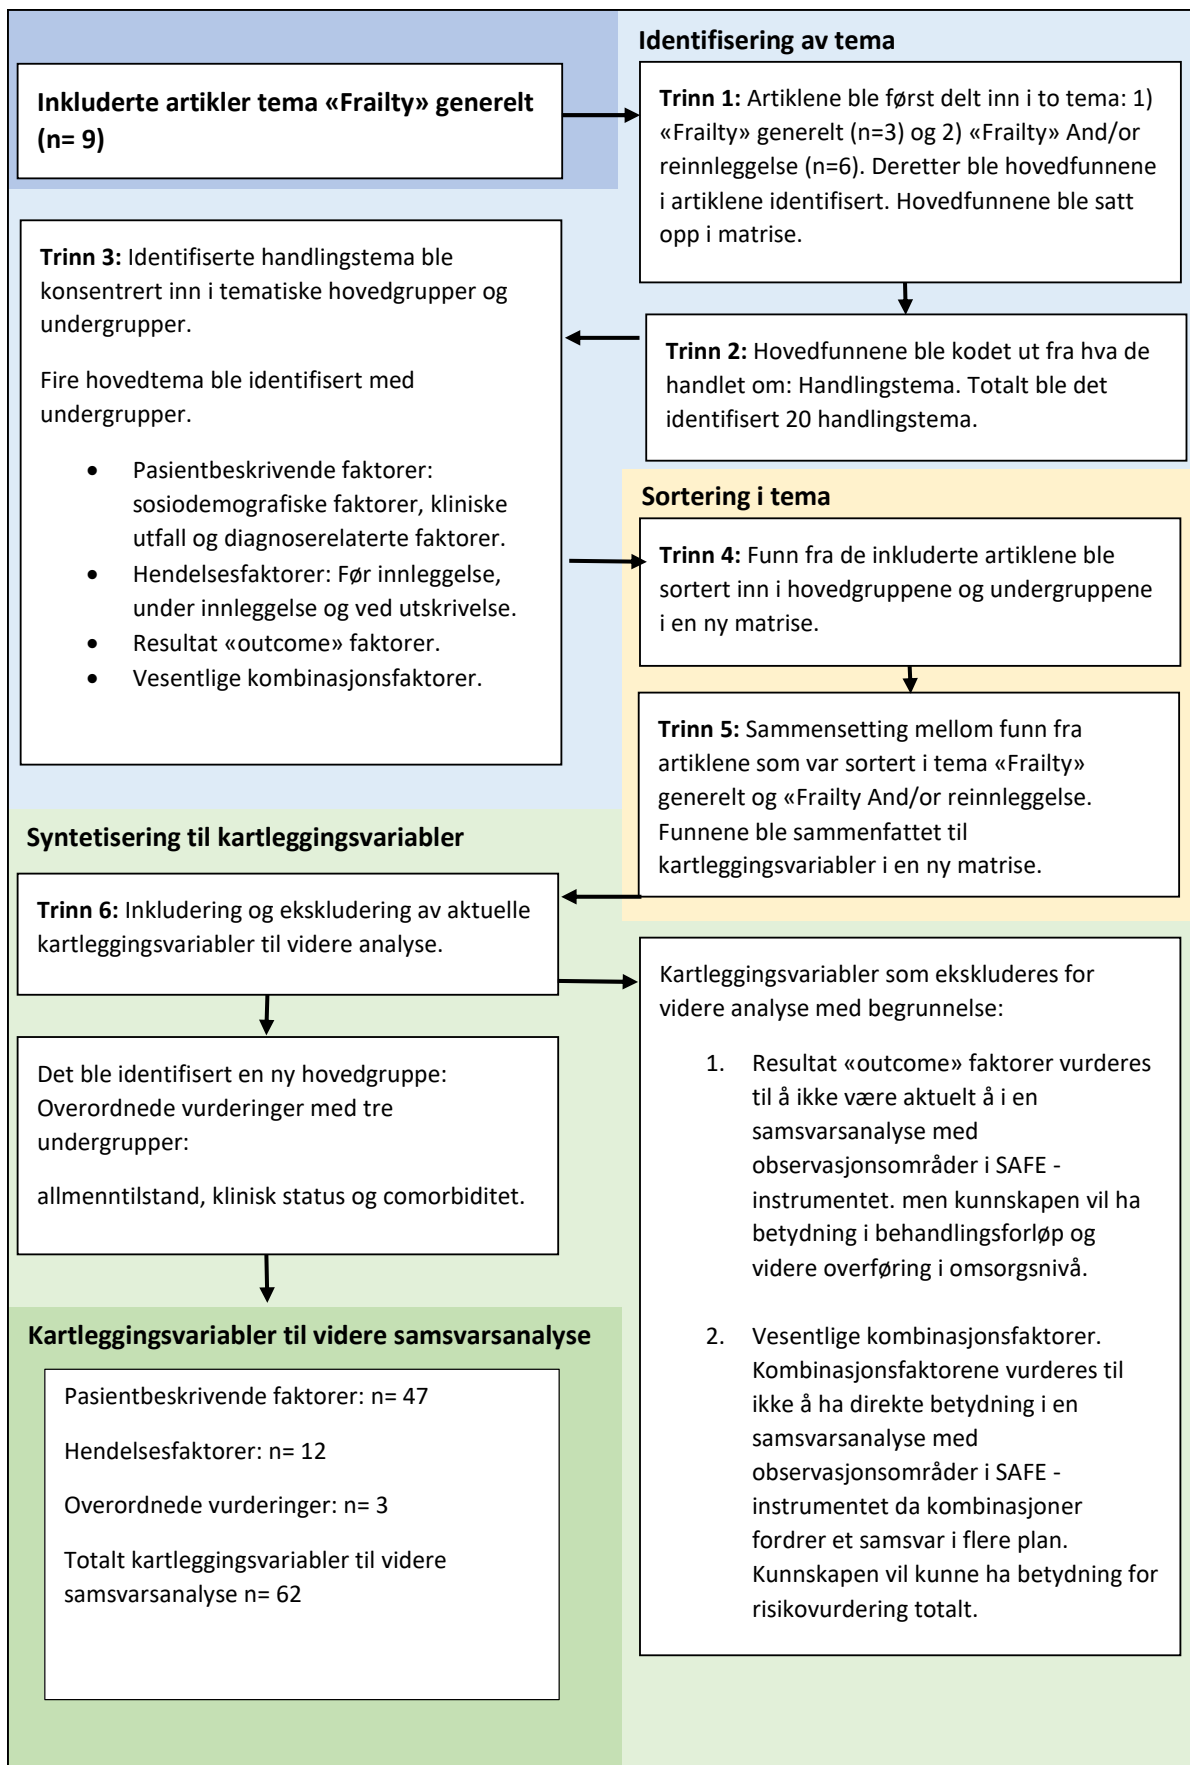 Inkluderte artikler tema «Frailty» generelt
(n= 9)
Identifisering av tema
Trinn 1: Artiklene ble først delt inn i to tema: 1)
«Frailty» generelt (n=3) og 2) «Frailty» And/or
reinnleggelse (n=6). Deretter ble hovedfunnene
i artiklene identifisert. Hovedfunnene ble satt
opp i matrise.
Trinn 2: Hovedfunnene ble kodet ut fra hva de
handlet om: Handlingstema. Totalt ble det
identifisert 20 handlingstema.
Trinn 3: Identifiserte handlingstema ble
konsentrert inn i tematiske hovedgrupper og
undergrupper.
Fire hovedtema ble identifisert med
undergrupper.
• Pasientbeskrivende faktorer:
sosiodemografiske faktorer, kliniske
utfall og diagnoserelaterte faktorer.
• Hendelsesfaktorer: Før innleggelse,
under innleggelse og ved utskrivelse.
• Resultat «outcome» faktorer.
• Vesentlige kombinasjonsfaktorer.
Sortering i tema
Trinn 4: Funn fra de inkluderte artiklene ble
sortert inn i hovedgruppene og undergruppene
i en ny matrise.
Trinn 5: Sammensetting mellom funn fra
artiklene som var sortert i tema «Frailty»
generelt og «Frailty And/or reinnleggelse.
Funnene ble sammenfattet til
kartleggingsvariabler i en ny matrise.
Syntetisering til kartleggingsvariabler
Trinn 6: Inkludering og ekskludering av aktuelle
kartleggingsvariabler til videre analyse.
Det ble identifisert en ny hovedgruppe:
Overordnede vurderinger med tre
undergrupper:
allmenntilstand, klinisk status og comorbiditet.
Kartleggingsvariabler som ekskluderes for
videre analyse med begrunnelse:
1. Resultat «outcome» faktorer vurderes
til å ikke være aktuelt å i en
samsvarsanalyse med
observasjonsområder i SAFE -
instrumentet. men kunnskapen vil ha
betydning i behandlingsforløp og
videre overføring i omsorgsnivå.
2. Vesentlige kombinasjonsfaktorer.
Kombinasjonsfaktorene vurderes til
ikke å ha direkte betydning i en
samsvarsanalyse med
observasjonsområder i SAFE -
instrumentet da kombinasjoner
fordrer et samsvar i flere plan.
Kunnskapen vil kunne ha betydning for
risikovurdering totalt.
Kartleggingsvariabler til videre samsvarsanalyse
Pasientbeskrivende faktorer: n= 47
Hendelsesfaktorer: n= 12
Overordnede vurderinger: n= 3
Totalt kartleggingsvariabler til videre
samsvarsanalyse n= 62